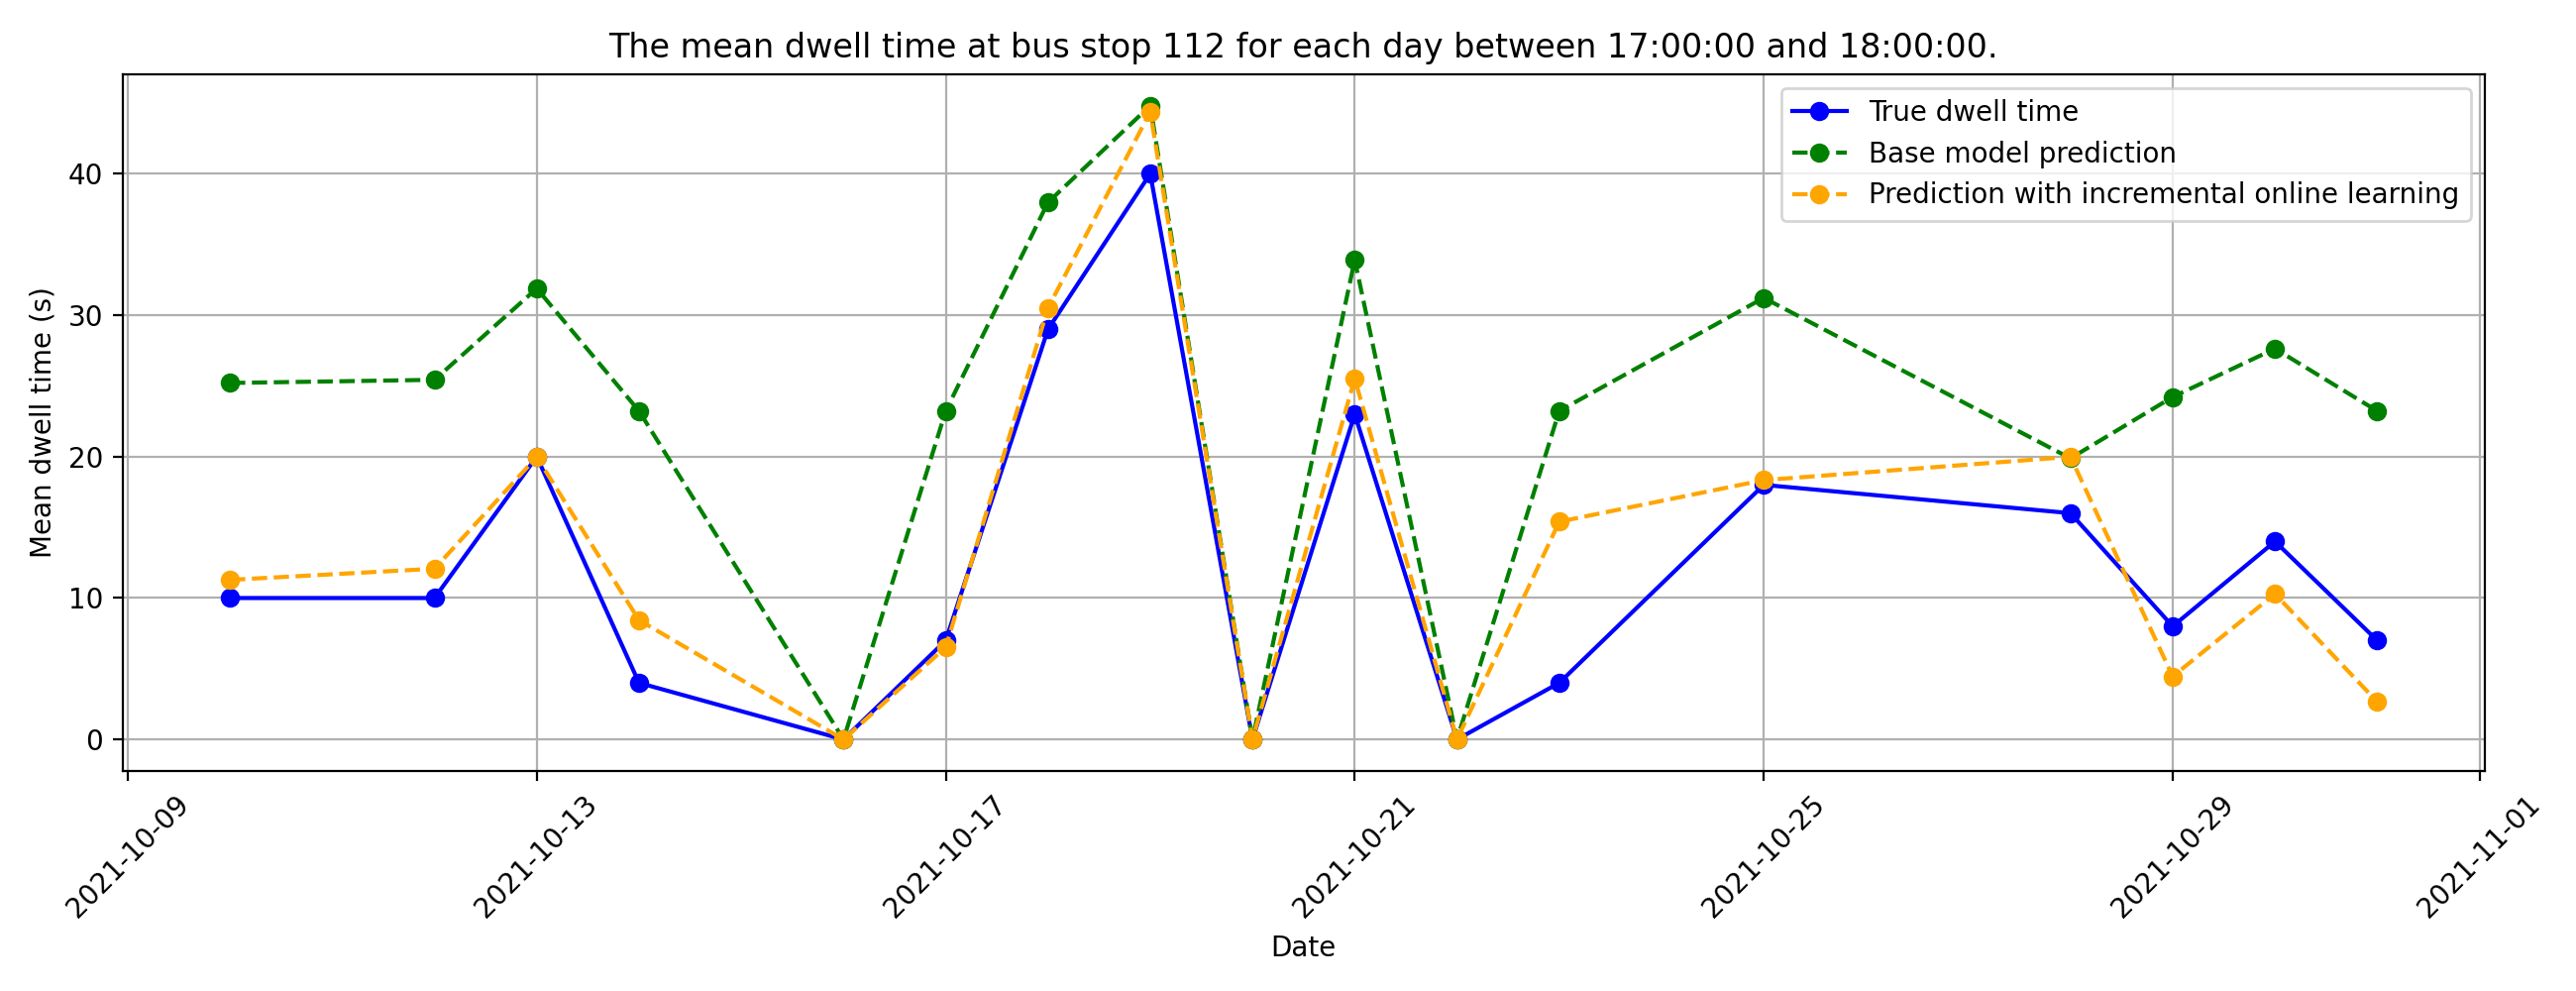 The mean dwell time at bus stop 112 for each day between 17:00:00 and 18:00:00.
True dwell time
Base model prediction
Prediction with incremental online learning
Mean dwell time (s)
40
30
20
10
0
2021-10-09
2021-10-13
2021-10-17
2021-10-21
2021-10-25
2021-10-29
2021-11-01
Date